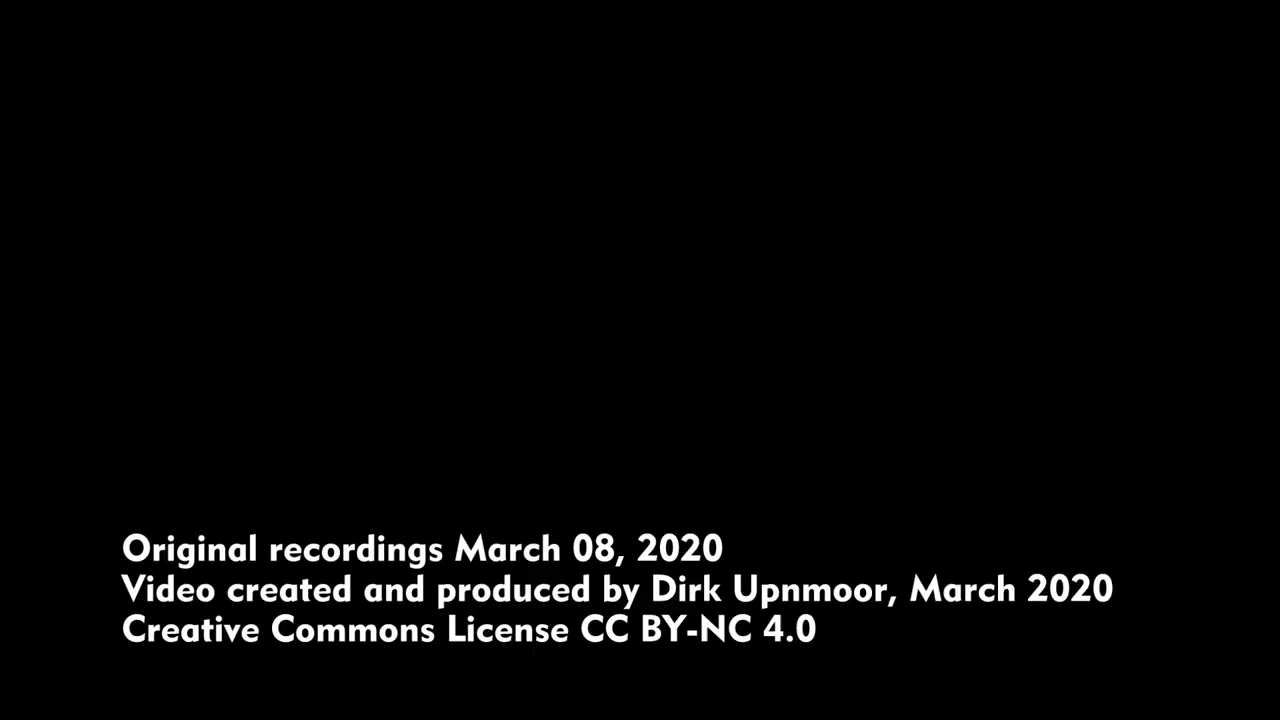 Original recordings March 08, 2020
Video created and produced by Dirk Upnmoor, March 2020
Creative Commons License CC BY-NC 4.0